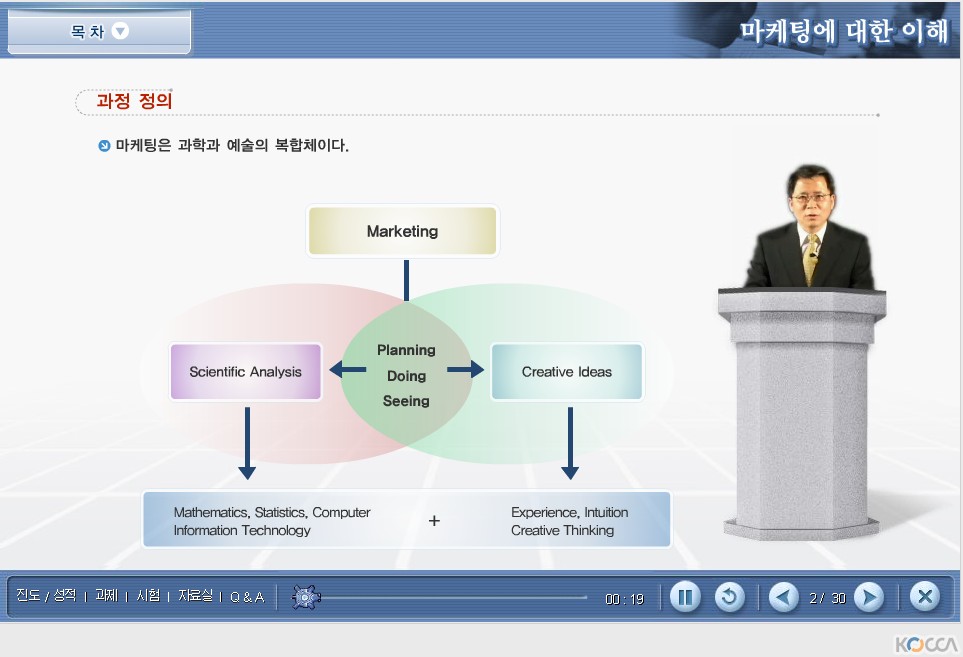 목 차
마케팅에 대한 이해
과정 정의
마케팅은 과학과 예술의 복합체이다.
Marketing
Planning
Doing
Seeing
Scientific Analysis
Creative Ideas
Mathematics, Statistics, Computer
Information Technology
+
Experience, Intuition
Creative Thinking
진도 / 성적 | 과제 | 시험 | 자료실 | Q & A
00 : 19
2 / 30
KOCCA